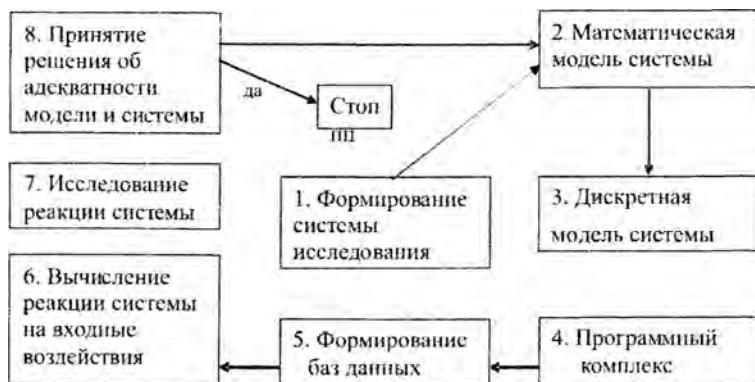 8. Принятие
решения об
адекватности
модели и системы
да
Стоп
пп
2. Математическая
модель системы
7. Исследование
реакции системы
1. Формирование
системы
исследования
3. Дискретная
модель системы
6. Вычисление
реакции системы
на входные
воздействия
5. Формирование
баз данных
4. Программный
комплекс